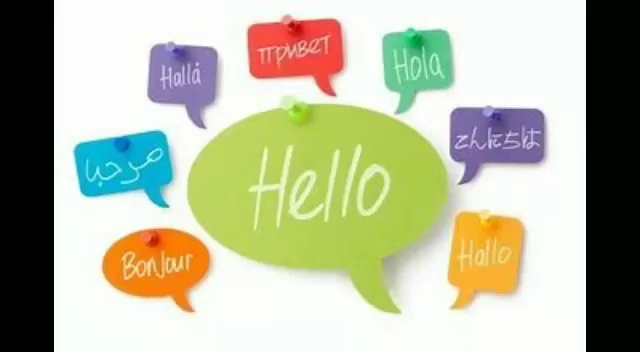 привет
Hola
Hallå
こんにちは
مرحبا
Hello
Bonjour
Hallo